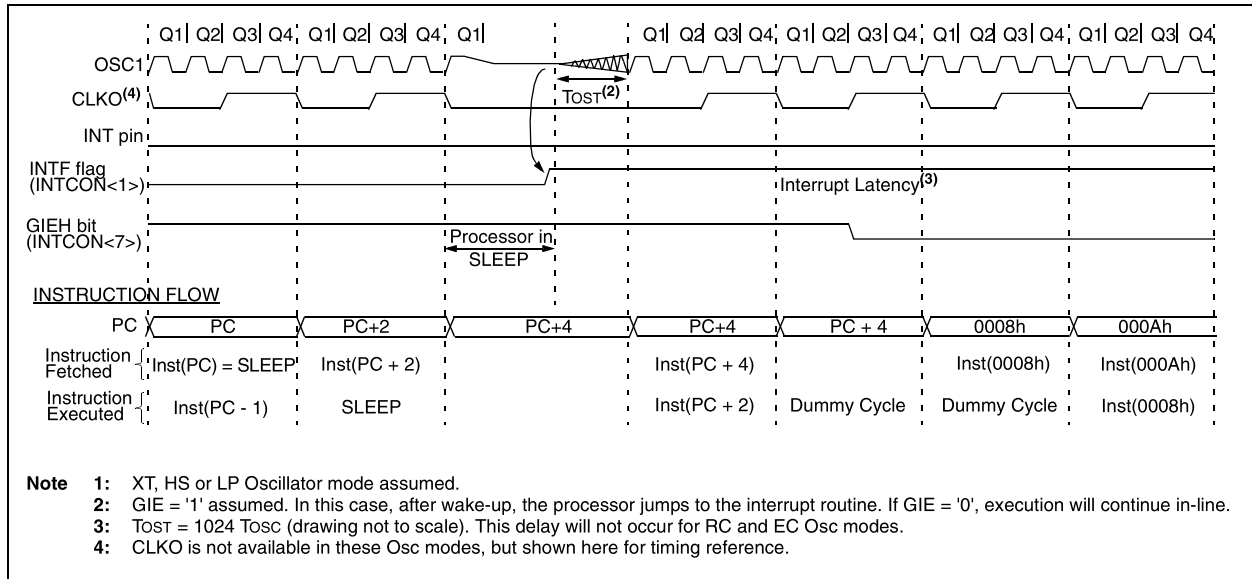 Q1| Q2| Q3| Q4 Q1| Q2| Q3| Q4 Q1| Q1| Q2| Q3| Q4 Q1| Q2| Q3| Q4 Q1| Q2| Q3| Q4 Q1| Q2| Q3| Q4
OSC1
CLKO(4)
TOST(2)
INT pin
INTF flag
(INTCON<1>)
Interrupt Latency(3)
GIEH bit
(INTCON<7>)
Processor in
SLEEP
INSTRUCTION FLOW
PC PC PC+2 PC+4 PC+4 PC + 4 0008h 000Ah
Instruction
Fetched
Inst(PC) = SLEEP Inst(PC + 2) Inst(PC + 4) Inst(0008h) Inst(000Ah)
Instruction
Executed
Inst(PC - 1) SLEEP Inst(PC + 2) Dummy Cycle Dummy Cycle Inst(0008h)
Note 1: XT, HS or LP Oscillator mode assumed.
2: GIE = '1' assumed. In this case, after wake-up, the processor jumps to the interrupt routine. If GIE = '0', execution will continue in-line.
3: TOST = 1024 TOSC (drawing not to scale). This delay will not occur for RC and EC Osc modes.
4: CLKO is not available in these Osc modes, but shown here for timing reference.